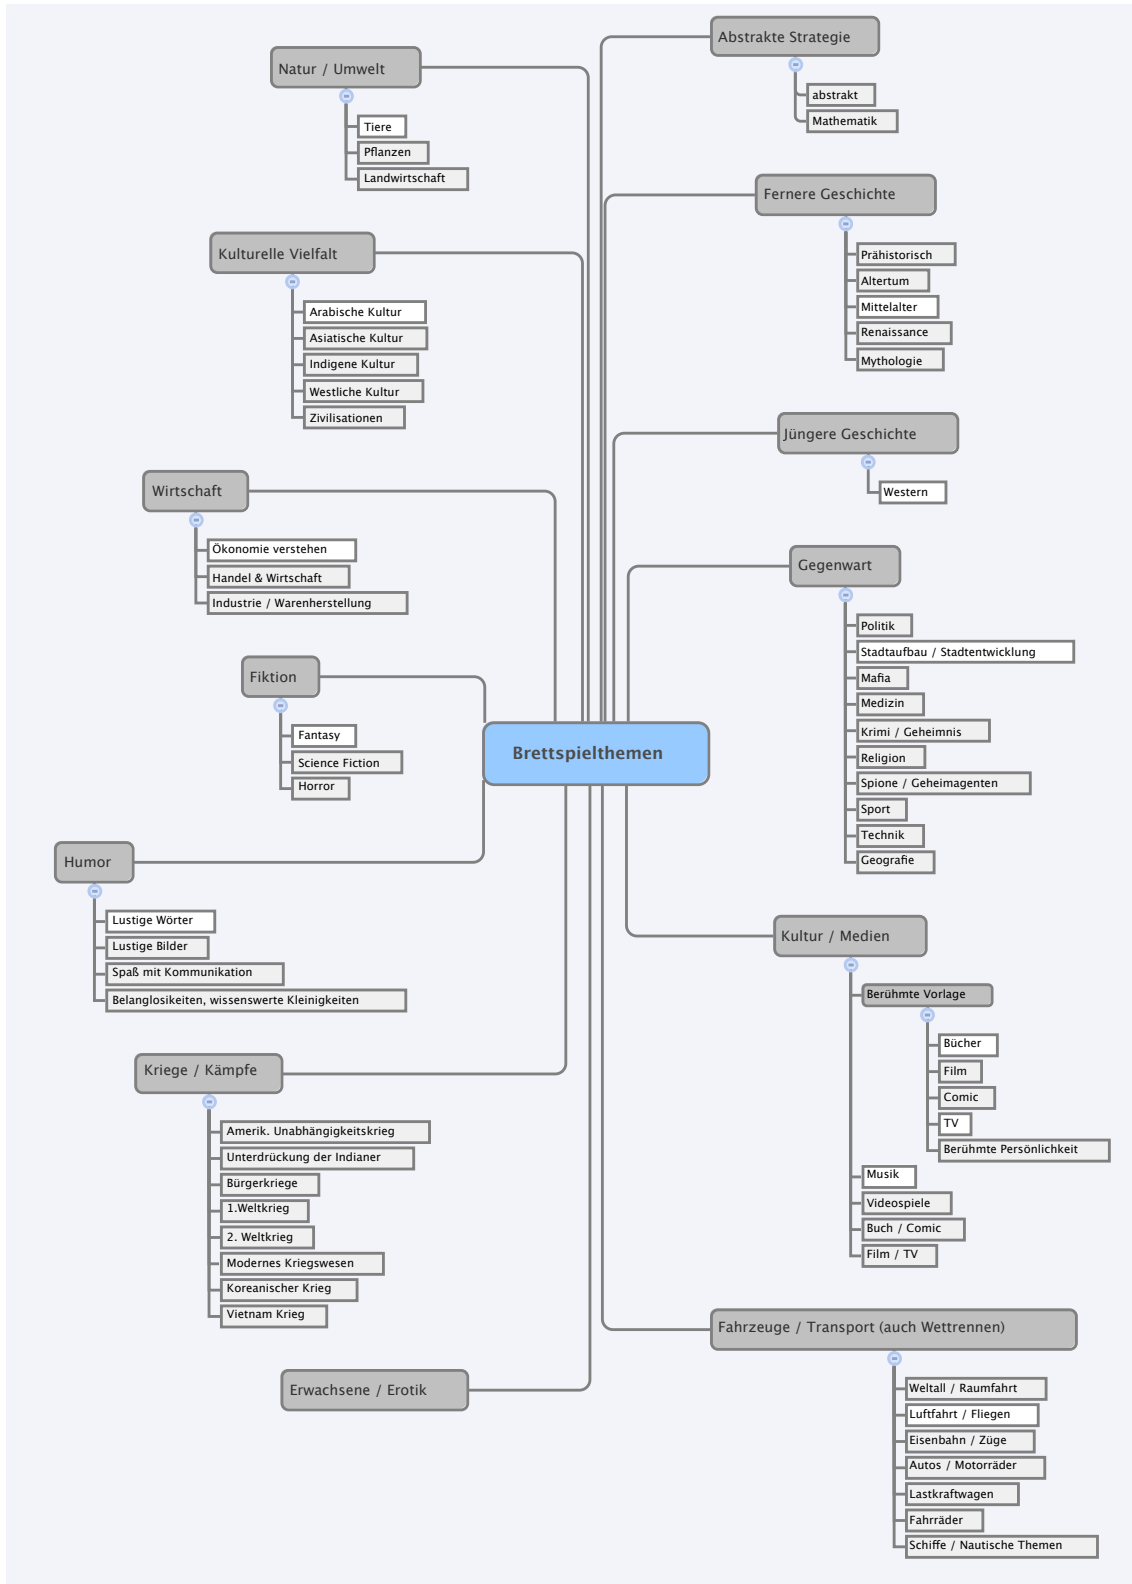 Abstrakte Strategie
abstrakt
Mathematik
Natur / Umwelt
Tiere
Pflanzen
Landwirtschaft
Fernere Geschichte
Prähistorisch
Altertum
Mittelalter
Renaissance
Mythologie
Kulturelle Vielfalt
Arabische Kultur
Asiatische Kultur
Indigene Kultur
Westliche Kultur
Zivilisationen
Jüngere Geschichte
Western
Wirtschaft
Ökonomie verstehen
Handel & Wirtschaft
Industrie / Warenherstellung
Gegenwart
Politik
Stadtaufbau / Stadtentwicklung
Mafia
Medizin
Krimi / Geheimnis
Religion
Spione / Geheimagenten
Sport
Technik
Geografie
Fiktion
Fantasy
Science Fiction
Horror
Brettspielthemen
Humor
Lustige Wörter
Lustige Bilder
Spaß mit Kommunikation
Belanglosikeiten, wissenswerte Kleinigkeiten
Kultur / Medien
Berühmte Vorlage
Bücher
Film
Comic
TV
Berühmte Persönlichkeit
Musik
Videospiele
Buch / Comic
Film / TV
Kriege / Kämpfe
Amerik. Unabhängigkeitskrieg
Unterdrückung der Indianer
Bürgerkriege
1.Weltkrieg
2. Weltkrieg
Modernes Kriegswesen
Koreanischer Krieg
Vietnam Krieg
Fahrzeuge / Transport (auch Wettrennen)
Weltall / Raumfahrt
Luftfahrt / Fliegen
Eisenbahn / Züge
Autos / Motorräder
Lastkraftwagen
Fahrräder
Schiffe / Nautische Themen
Erwachsene / Erotik